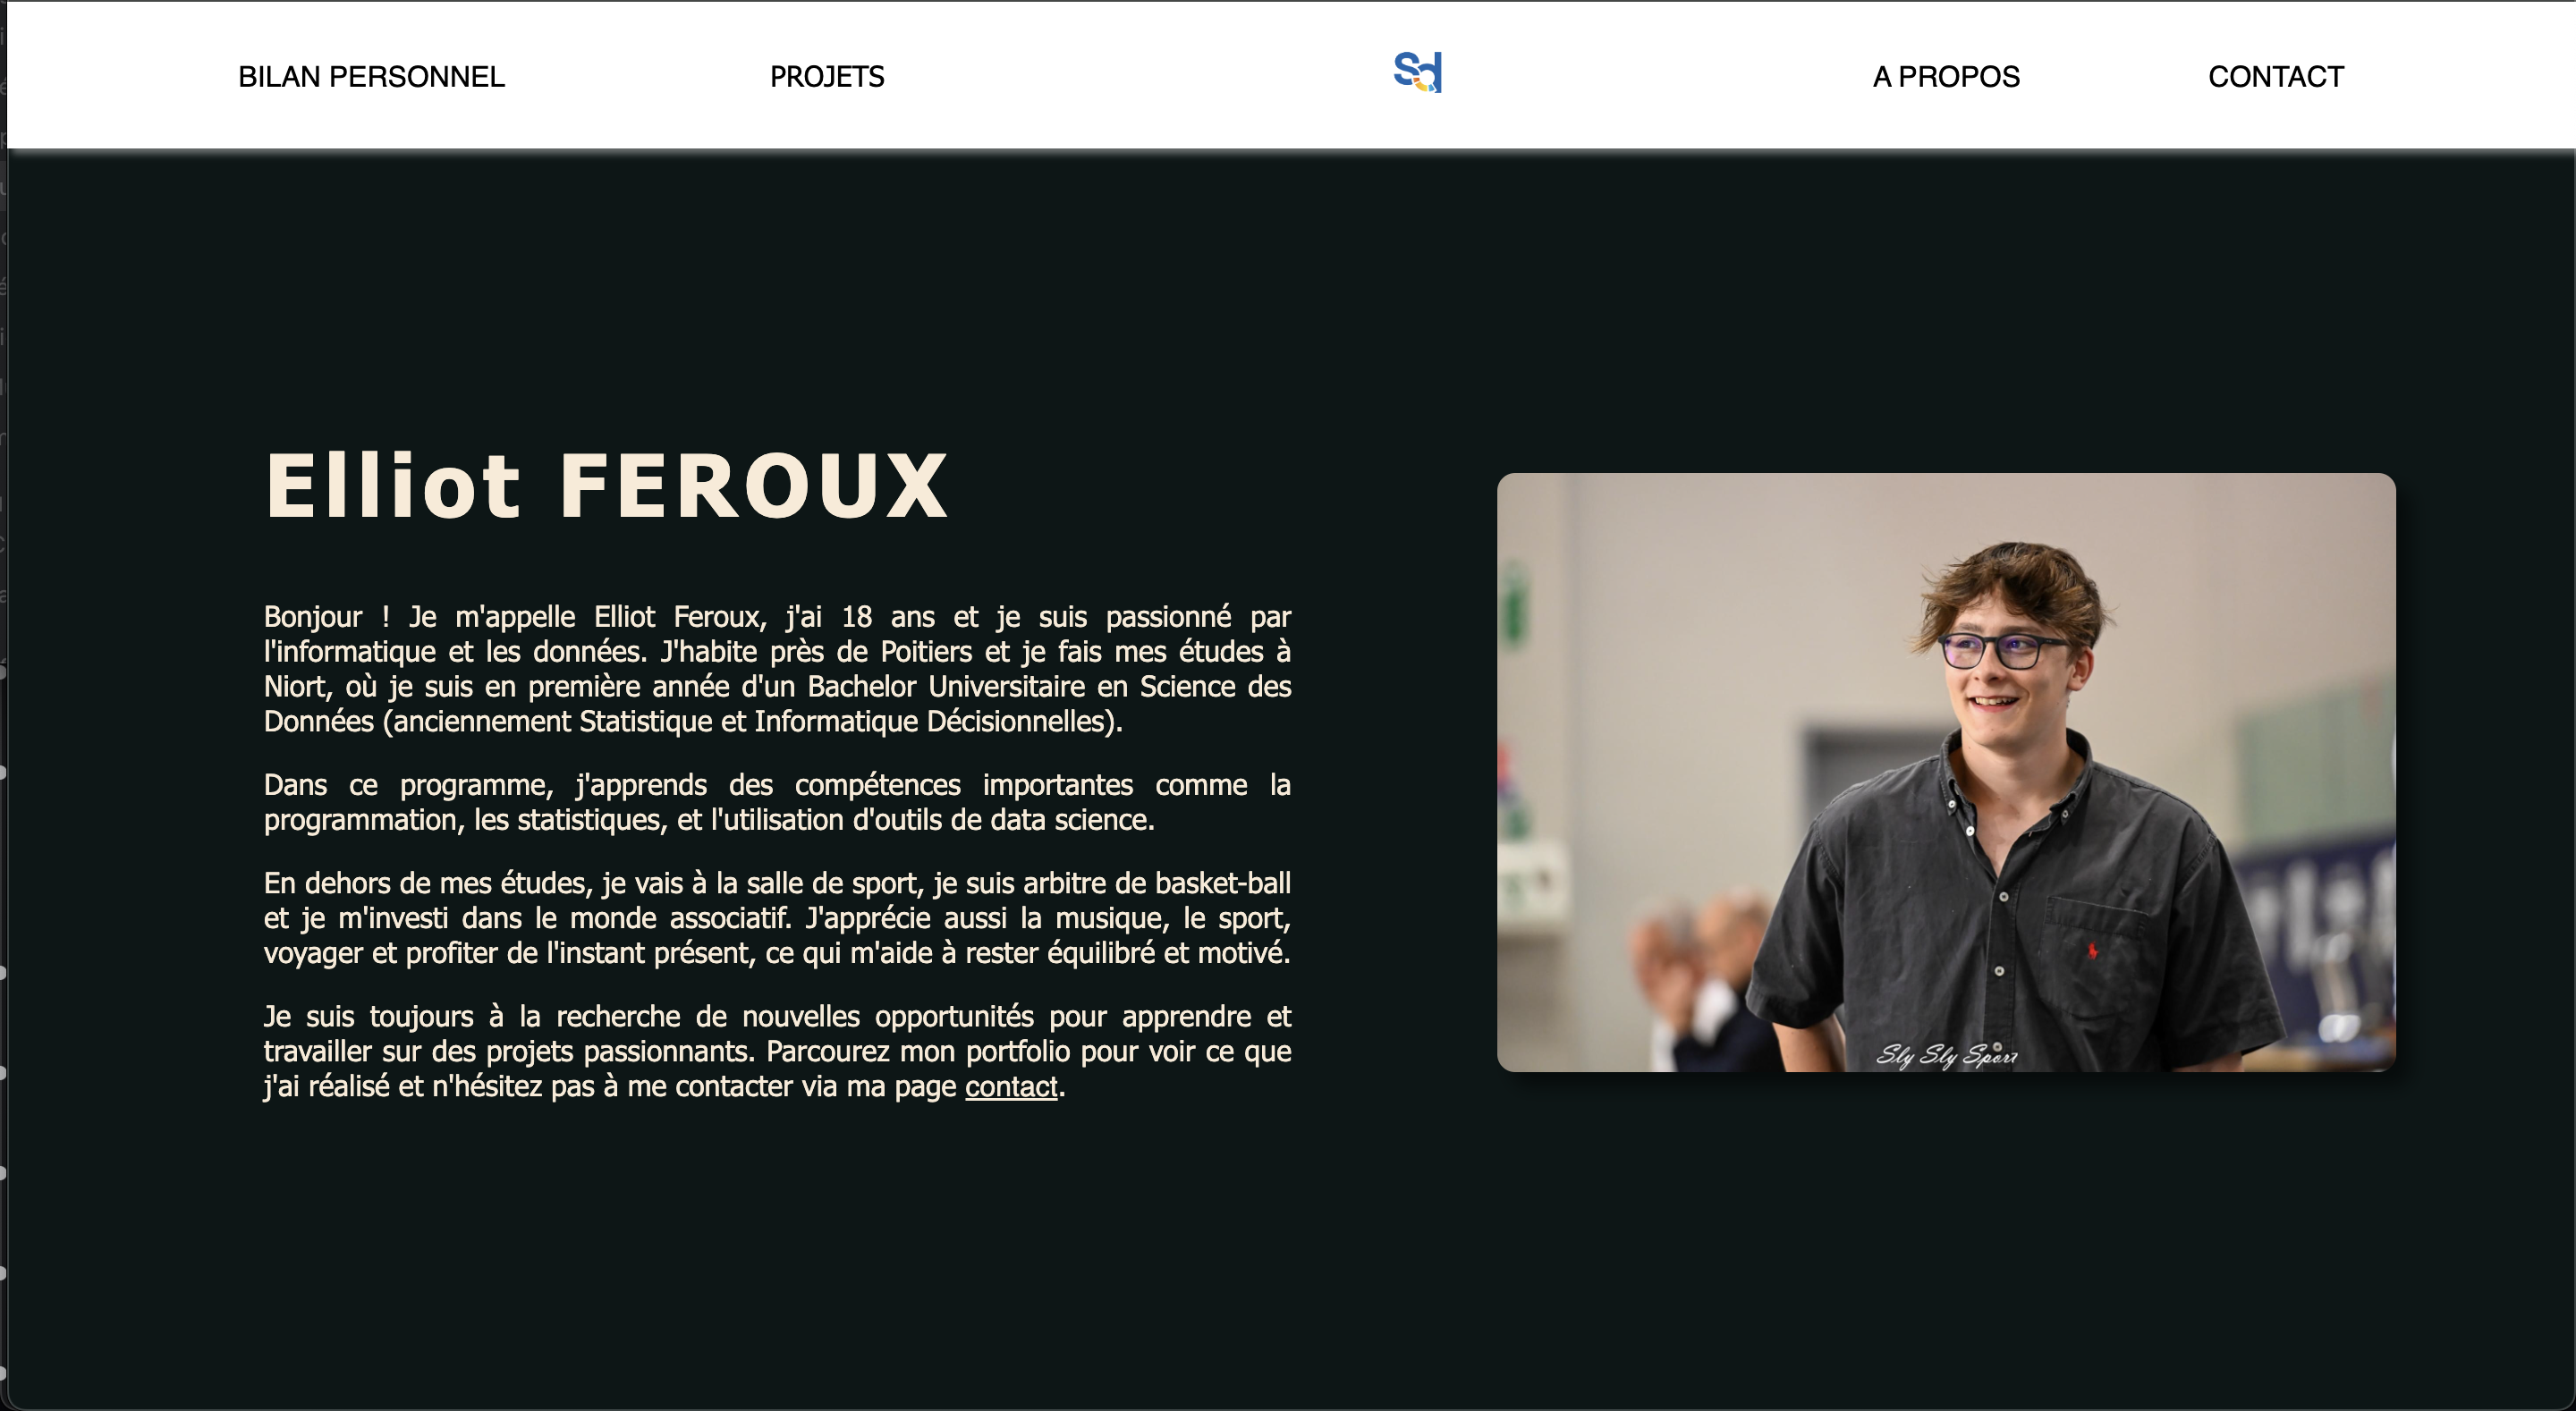 BILAN PERSONNEL
PROJETS
Sd
A PROPOS
CONTACT
Elliot FEROUX
Bonjour ! Je m'appelle Elliot Feroux, j'ai 18 ans et je suis passionné par
l'informatique et les données. J'habite près de Poitiers et je fais mes études à
Niort, où je suis en première année d'un Bachelor Universitaire en Science des
Données (anciennement Statistique et Informatique Décisionnelles).
Dans ce programme, j'apprends des compétences importantes comme la
programmation, les statistiques, et l'utilisation d'outils de data science.
En dehors de mes études, je vais à la salle de sport, je suis arbitre de basket-ball
et je m'investi dans le monde associatif. J'apprécie aussi la musique, le sport,
voyager et profiter de l'instant présent, ce qui m'aide à rester équilibré et motivé.
Je suis toujours à la recherche de nouvelles opportunités pour apprendre et
travailler sur des projets passionnants. Parcourez mon portfolio pour voir ce que
j'ai réalisé et n'hésitez pas à me contacter via ma page contact.
Sly Sly Sport